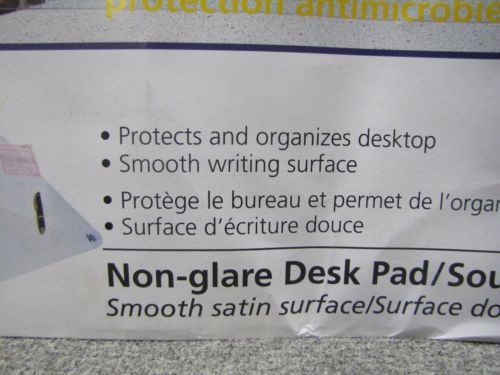 protection antimicrobie
• Protects and organizes desktop
• Smooth writing surface
• Protège le bureau et permet de l'organ
• Surface d'écriture douce
Non-glare Desk Pad/Sou
Smooth satin surface/Surface do